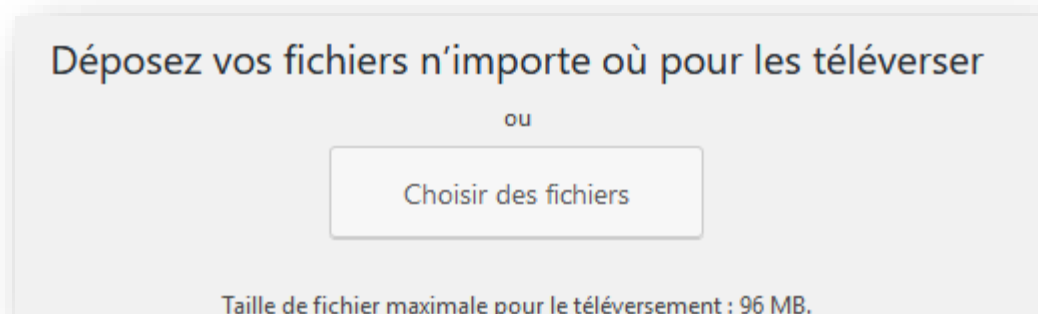 Déposez vos fichiers n’importe où pour les téléverser
ou
Choisir des fichiers
Taille de fichier maximale pour le téléversement : 96 MB.